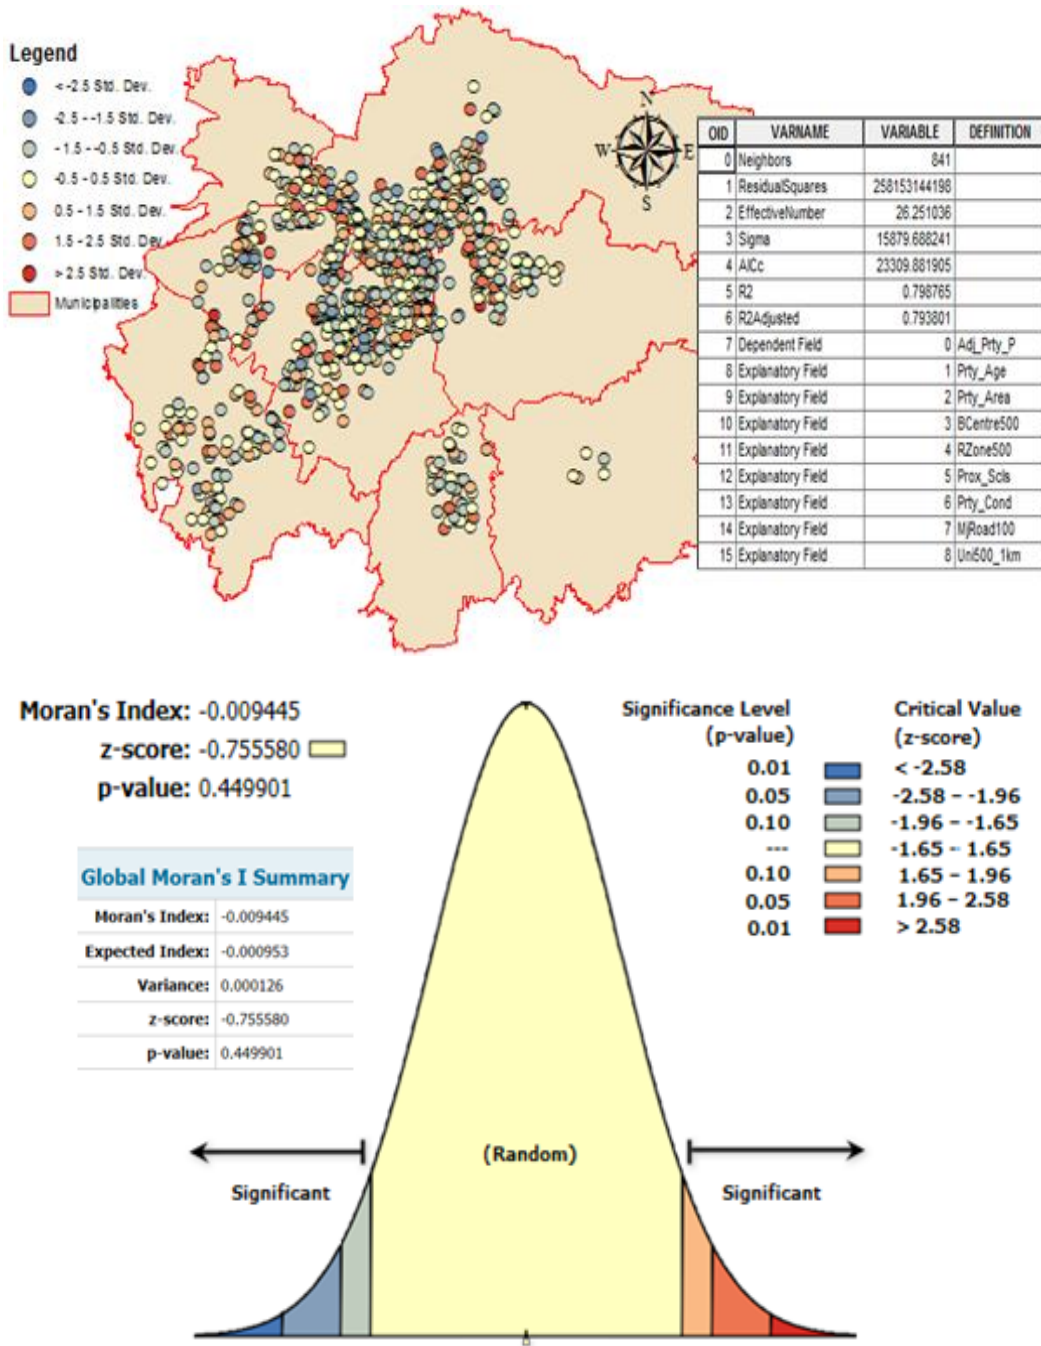 Legend
< -2.5 Std. Dev.
-2.5 - -1.5 Std. Dev.
-1.5 - -0.5 Std. Dev.
-0.5 - 0.5 Std. Dev.
0.5 - 1.5 Std. Dev.
1.5 - 2.5 Std. Dev.
> 2.5 Std. Dev.
Municipalities
N
W E
S
OID VARNAME VARIABLE DEFINITION
0 Neighbors 841
1 ResidualSquares 258153144198
2 EffectiveNumber 26.251036
3 Sigma 15879.688241
4 AICc 23309.881905
5 R2 0.798765
6 R2Adjusted 0.793801
7 Dependent Field 0 Adj_Prty_P
8 Explanatory Field 1 Prty_Age
9 Explanatory Field 2 Prty_Area
10 Explanatory Field 3 BCentre500
11 Explanatory Field 4 RZone500
12 Explanatory Field 5 Prox_Scls
13 Explanatory Field 6 Prty_Cond
14 Explanatory Field 7 MjRoad100
15 Explanatory Field 8 Uni500_1km
Moran's Index: -0.009445
z-score: -0.755580
p-value: 0.449901
Significance Level Critical Value
(p-value) (z-score)
0.01 < -2.58
0.05 -2.58 - -1.96
0.10 -1.96 - -1.65
--- -1.65 - 1.65
0.10 1.65 - 1.96
0.05 1.96 - 2.58
0.01 > 2.58
Global Moran's I Summary
Moran's Index: -0.009445
Expected Index: -0.000953
Variance: 0.000126
z-score: -0.755580
p-value: 0.449901
(Random)
Significant Significant